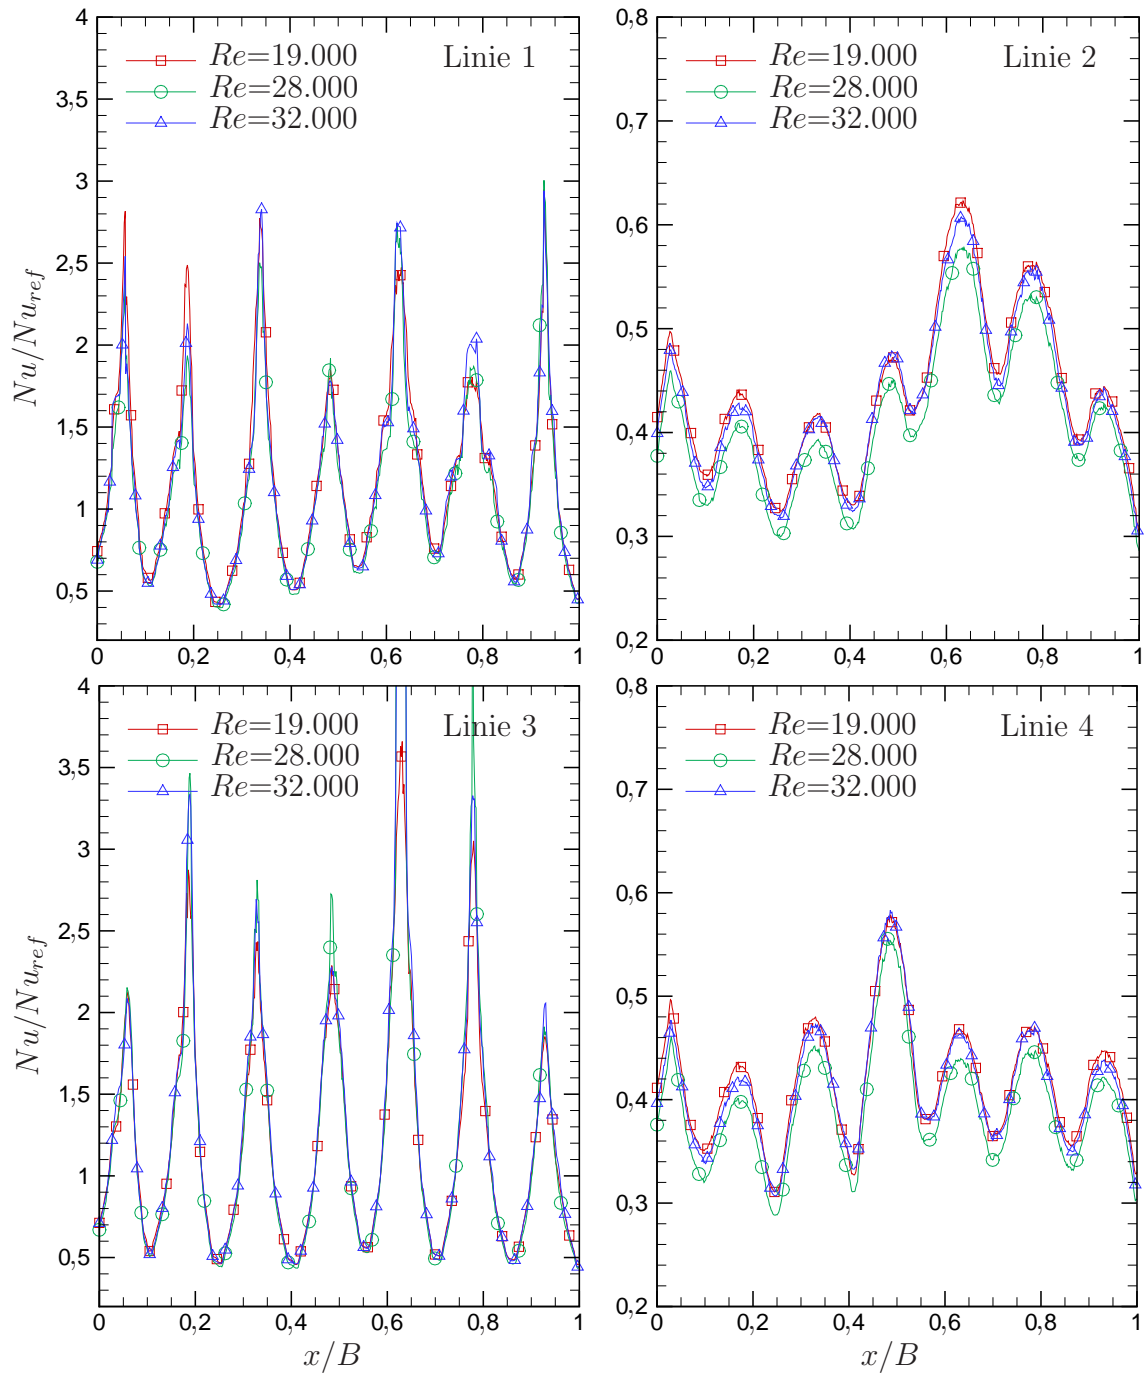 4
3,5
3
2,5
2
1,5
1
0,5
0
0,2
0,4
0,6
0,8
1
Nu/Nu_ref
Re=19.000
Re=28.000
Re=32.000
Linie 1
0,8
0,7
0,6
0,5
0,4
0,3
0,2
0
0,2
0,4
0,6
0,8
1
Re=19.000
Re=28.000
Re=32.000
Linie 2
4
3,5
3
2,5
2
1,5
1
0,5
0
0,2
0,4
0,6
0,8
1
Nu/Nu_ref
x/B
Re=19.000
Re=28.000
Re=32.000
Linie 3
0,8
0,7
0,6
0,5
0,4
0,3
0,2
0
0,2
0,4
0,6
0,8
1
x/B
Re=19.000
Re=28.000
Re=32.000
Linie 4